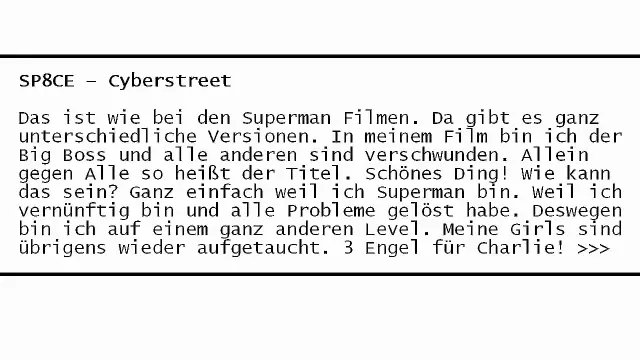 SP8CE – Cyberstreet
Das ist wie bei den Superman Filmen. Da gibt es ganz
unterschiedliche Versionen. In meinem Film bin ich der
Big Boss und alle anderen sind verschwunden. Allein
gegen Alle so heißt der Titel. Schönes Ding! Wie kann
das sein? Ganz einfach weil ich Superman bin. Weil ich
vernünftig bin und alle Probleme gelöst habe. Deswegen
bin ich auf einem ganz anderen Level. Meine Girls sind
übrigens wieder aufgetaucht. 3 Engel für Charlie! >>>